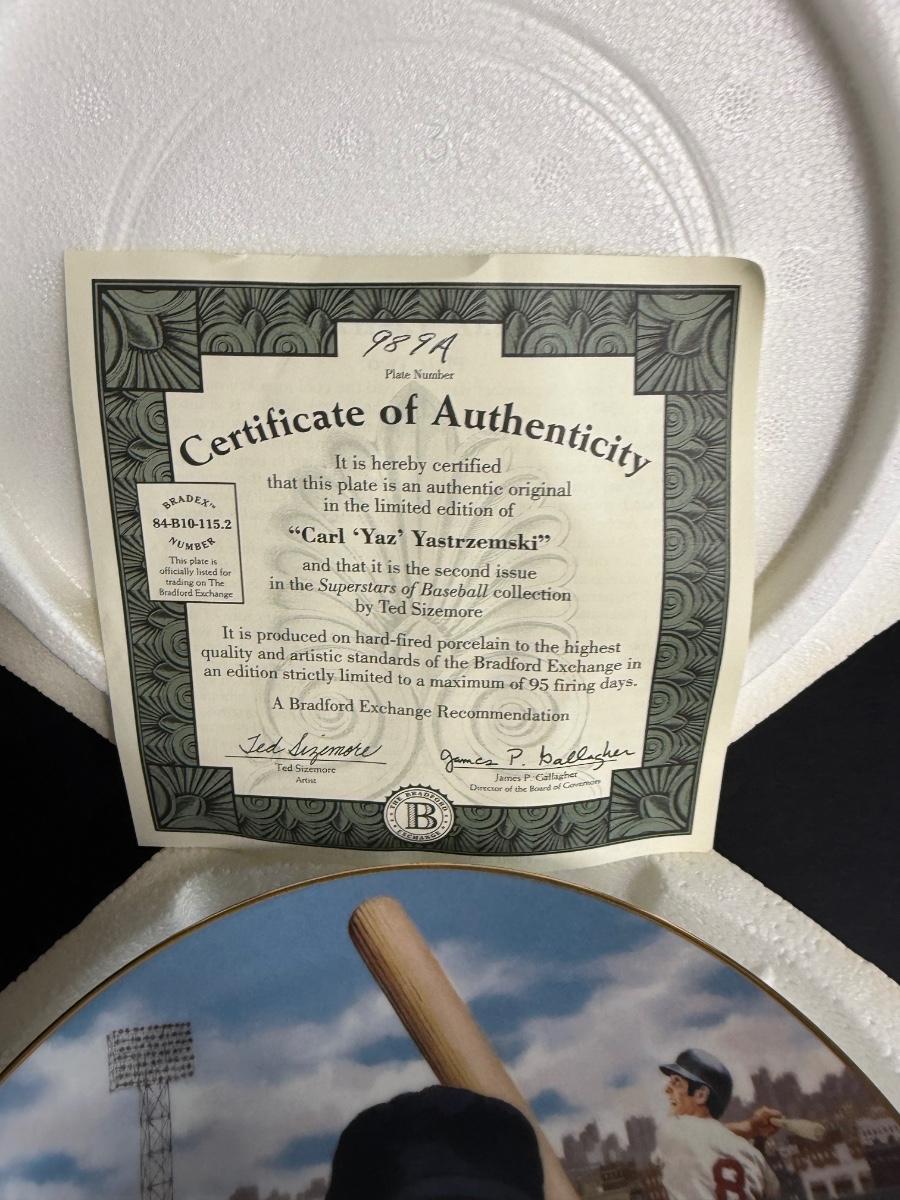 3
989A
Plate Number
Certificate of Authenticity
It is hereby certified
that this plate is an authentic original
in the limited edition of
“Carl ‘Yaz’ Yastrzemski”
and that it is the second issue
in the Superstars of Baseball collection
by Ted Sizemore
BRADEX™
84-B10-115.2
NUMBER
This plate is
officially listed for
trading on The
Bradford Exchange
It is produced on hard-fired porcelain to the highest
quality and artistic standards of the Bradford Exchange in
an edition strictly limited to a maximum of 95 firing days.
A Bradford Exchange Recommendation
Ted Sizemore
Ted Sizemore
Artist
James P. Gallagher
James P. Gallagher
Director of the Board of Governors
THE BRADFORD
B
EXCHANGE
8